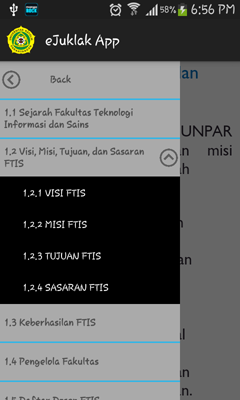 58% 6:56 PM
eJuklak App
Back
dan
1.1 Sejarah Fakultas Teknologi
Informasi dan Sains
UNPAR
1.2 Visi, Misi, Tujuan, dan Sasaran
FTIS
misi
1.2.1 VISI FTIS
1.2.2 MISI FTIS
1.2.3 TUJUAN FTIS
1.2.4 SASARAN FTIS
1.3 Keberhasilan FTIS
1.4 Pengelola Fakultas
1.5 Daftar Dosen FTIS